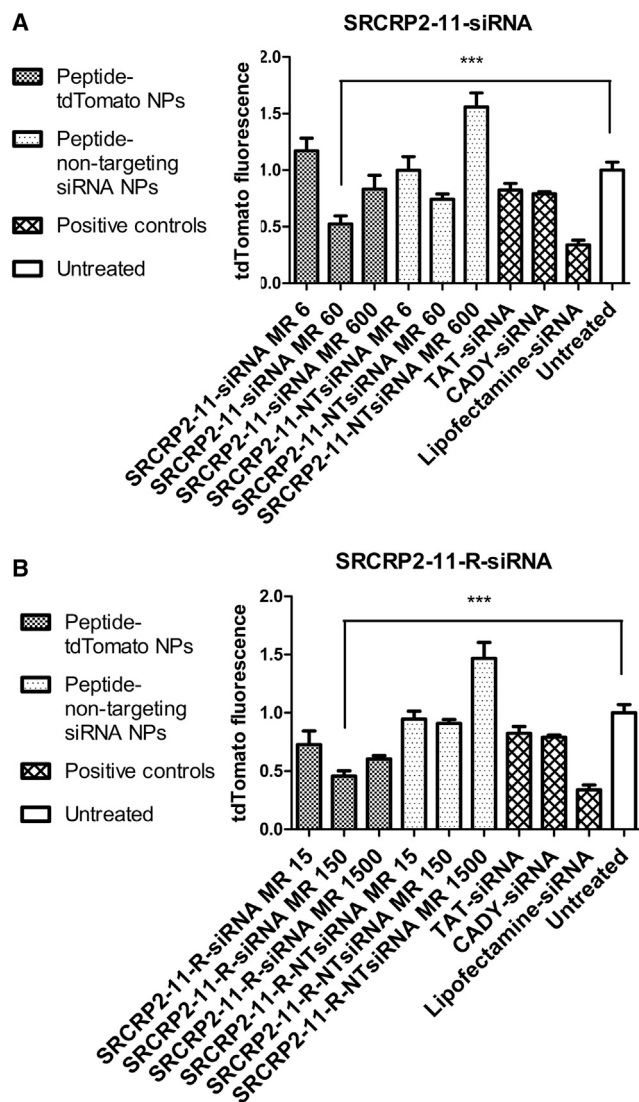 A
SRCRP2-11-siRNA
Peptide-
tdTomato NPs
Peptide-
non-targeting
siRNA NPs
Positive controls
Untreated
tdTomato fluorescence
2.0
1.5
1.0
0.5
0.0
***
SRCRP2-11-siRNA MR 6
SRCRP2-11-siRNA MR 60
SRCRP2-11-siRNA MR 600
SRCRP2-11-NTsiRNA MR 6
SRCRP2-11-NTsiRNA MR 60
SRCRP2-11-NTsiRNA MR 600
TAT-siRNA
CADY-siRNA
Lipofectamine-siRNA
Untreated
B
SRCRP2-11-R-siRNA
Peptide-
tdTomato NPs
Peptide-
non-targeting
siRNA NPs
Positive controls
Untreated
tdTomato fluorescence
2.0
1.5
1.0
0.5
0.0
***
SRCRP2-11-R-siRNA MR 15
SRCRP2-11-R-siRNA MR 150
SRCRP2-11-R-siRNA MR 1500
SRCRP2-11-R-NTsiRNA MR 15
SRCRP2-11-R-NTsiRNA MR 150
SRCRP2-11-R-NTsiRNA MR 1500
TAT-siRNA
CADY-siRNA
Lipofectamine-siRNA
Untreated